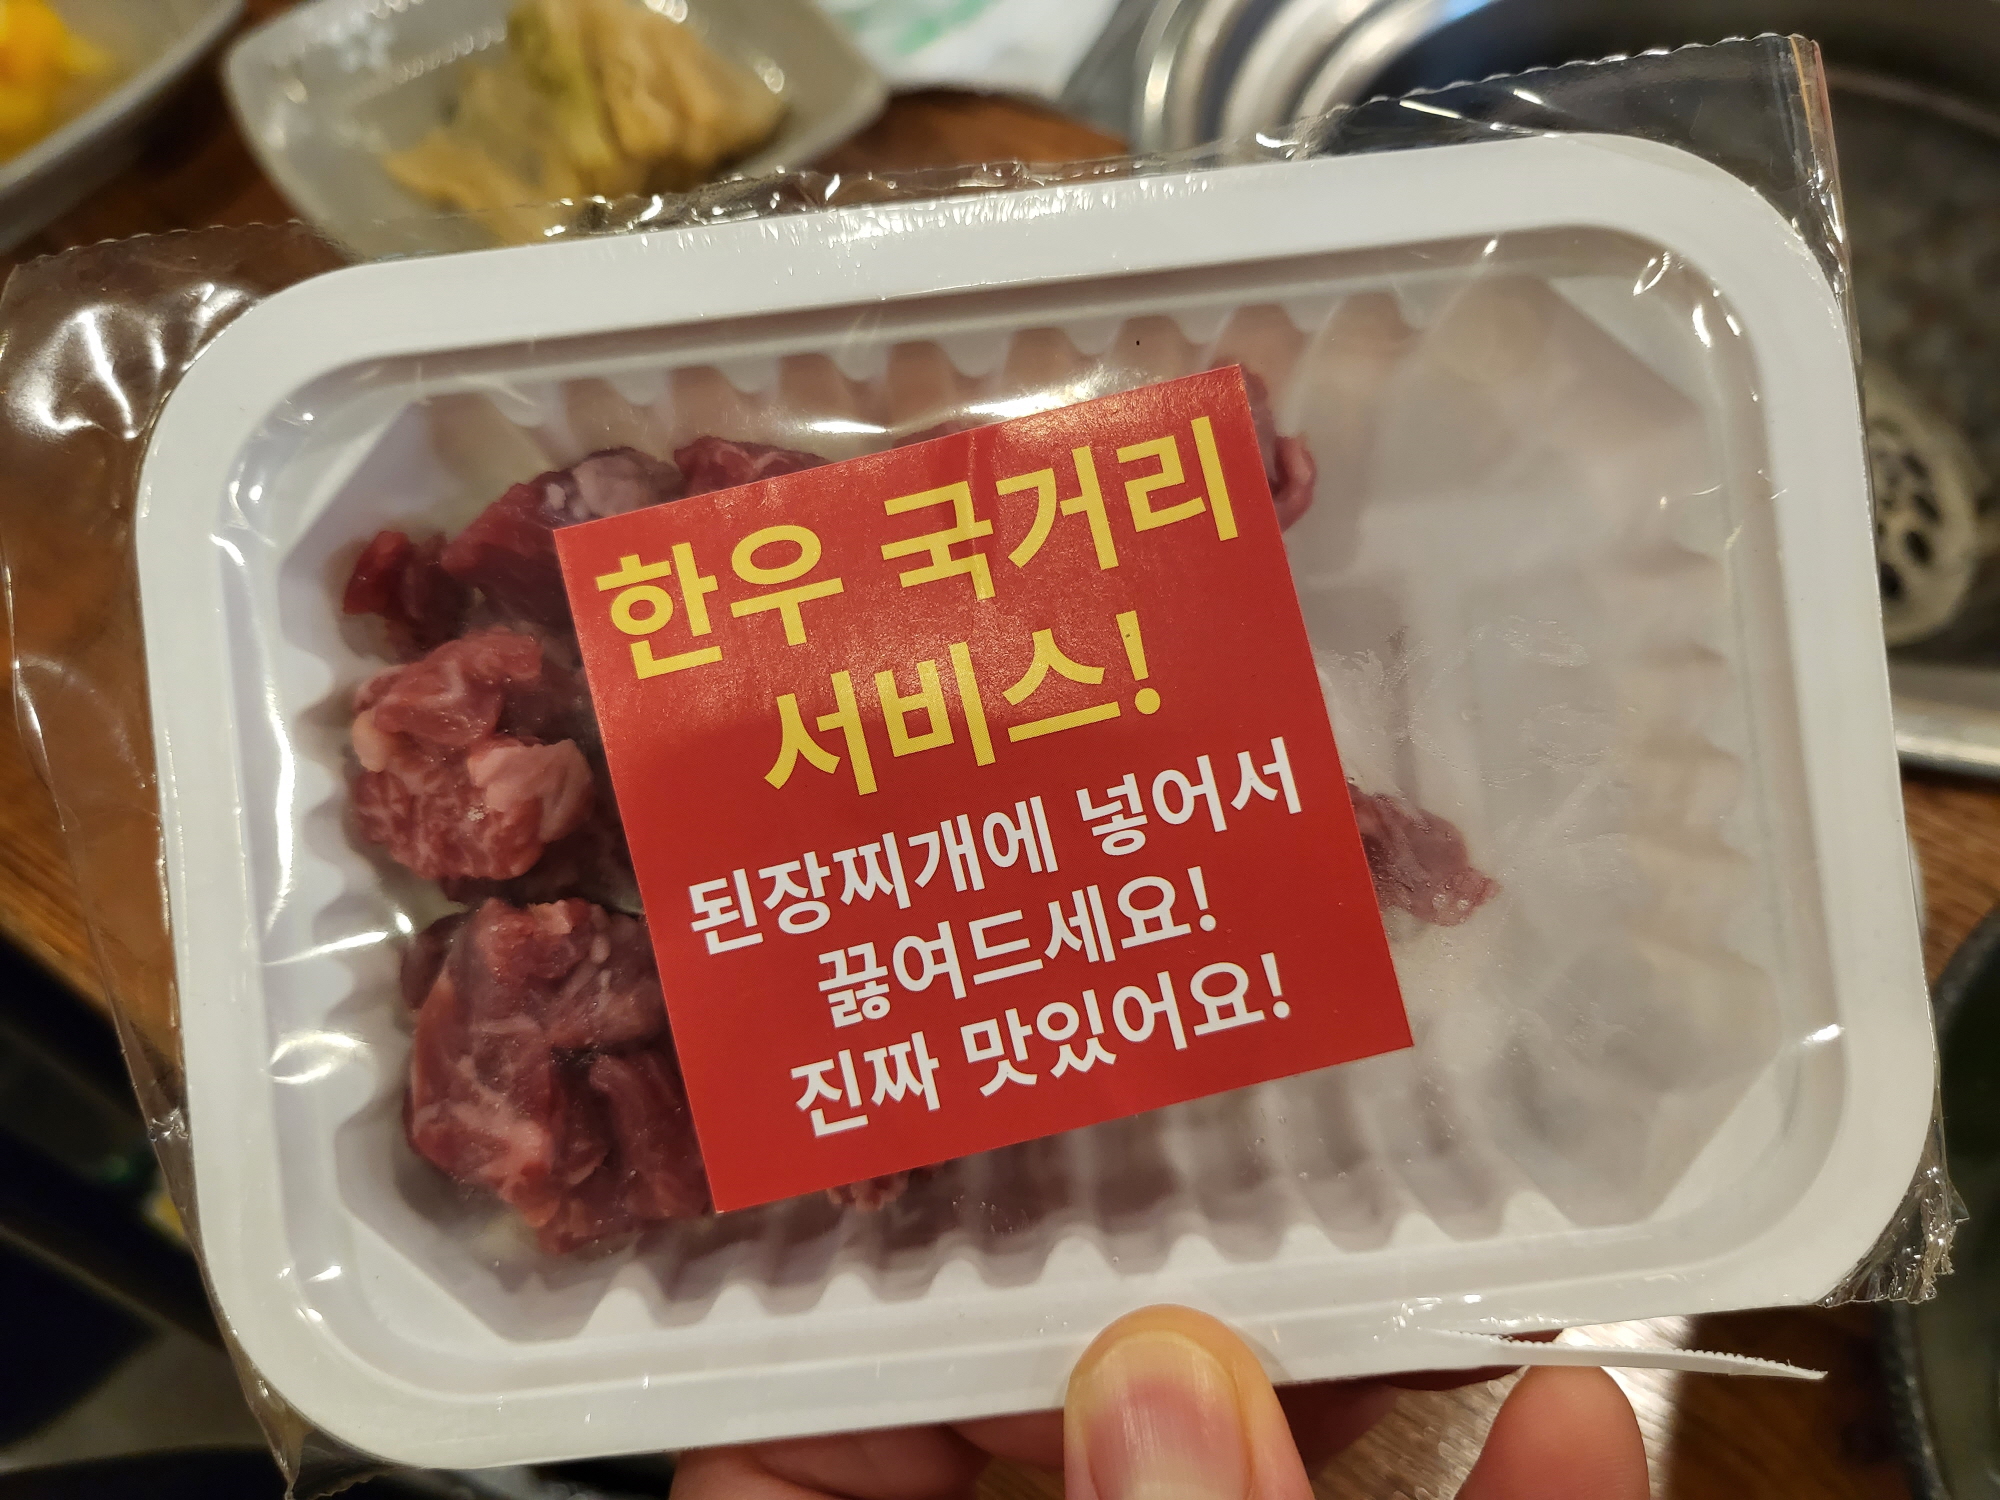 한우 국거리
서비스!
된장찌개에 넣어서
끓여드세요!
진짜 맛있어요!